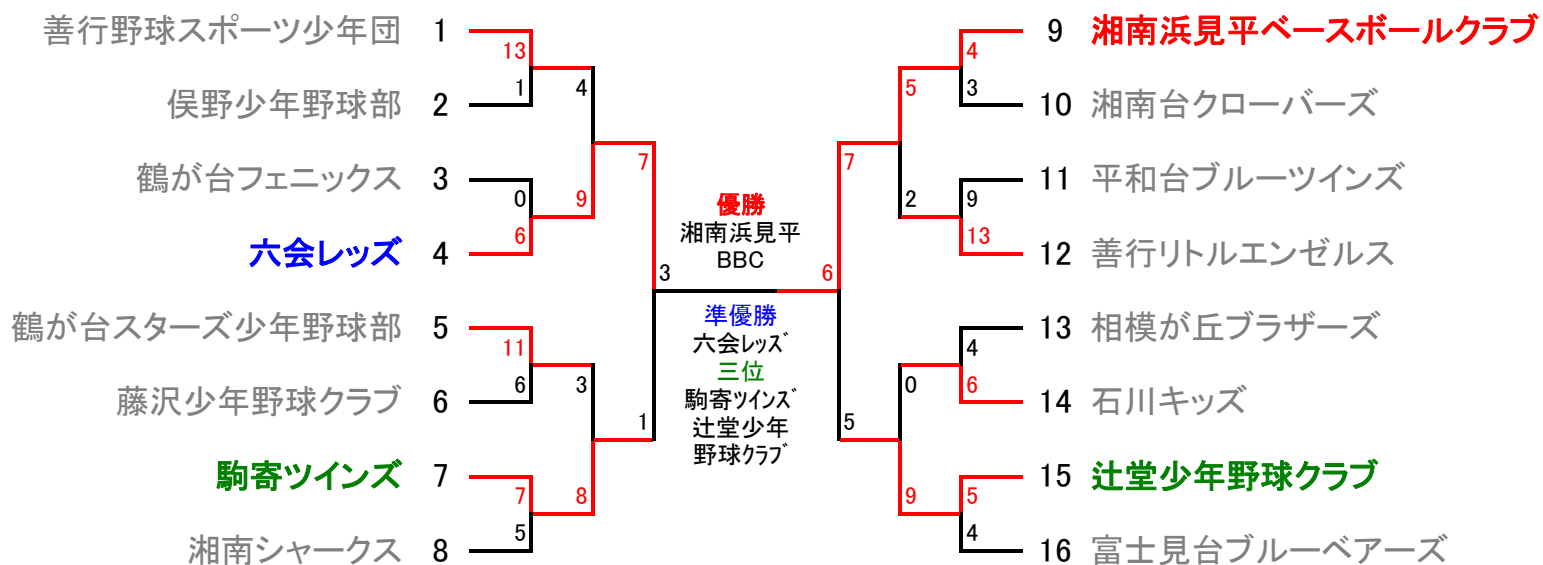 善行野球スポーツ少年団 1
13
1
俣野少年野球部 2
4
鶴が台フェニックス 3
0
9
6
六会レッズ 4
7
鶴が台スターズ少年野球部 5
11
6
藤沢少年野球クラブ 6
3
駒寄ツインズ 7
7
8
5
湘南シャークス 8
1
3
優勝
湘南浜見平
BBC
準優勝
六会レッズ
三位
駒寄ツインズ
辻堂少年
野球クラブ
6
7
5
9 湘南浜見平ベースボールクラブ
4
5
3
10 湘南台クローバーズ
11 平和台ブルーツインズ
2
9
13
12 善行リトルエンゼルス
13 相模が丘ブラザーズ
4
0
6
14 石川キッズ
15 辻堂少年野球クラブ
9
5
4
16 富士見台ブルーベアーズ